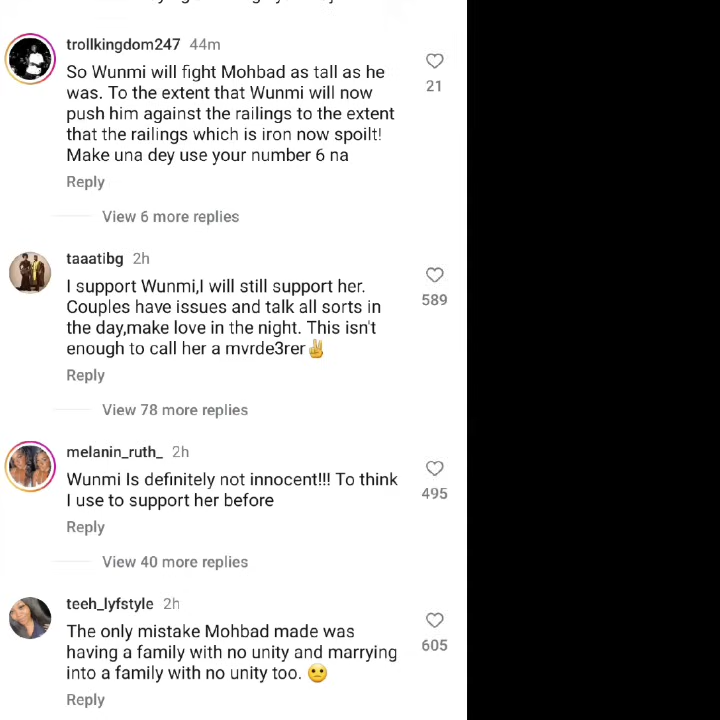 trollkingdom247 44m
So Wunmi will fight Mohbad as tall as he
was. To the extent that Wunmi will now
push him against the railings to the extent
that the railings which is iron now spoilt!
Make una dey use your number 6 na
21
Reply
View 6 more replies
taaatibg 2h
I support Wunmi,I will still support her.
Couples have issues and talk all sorts in
the day,make love in the night. This isn't
enough to call her a mvrde3rer✌️
589
Reply
View 78 more replies
melanin_ruth_ 2h
Wunmi Is definitely not innocent!!! To think
I use to support her before
495
Reply
View 40 more replies
teeh_lyfstyle 2h
The only mistake Mohbad made was
having a family with no unity and marrying
into a family with no unity too. 🙁
605
Reply